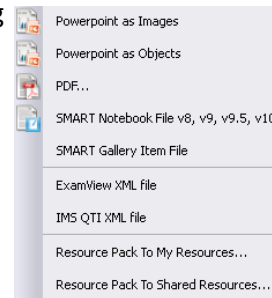 g
Powerpoint as Images
Powerpoint as Objects
PDF...
SMART Notebook File v8, v9, v9.5, v10
SMART Gallery Item File
ExamView XML file
IMS QTI XML file
Resource Pack To My Resources...
Resource Pack To Shared Resources...